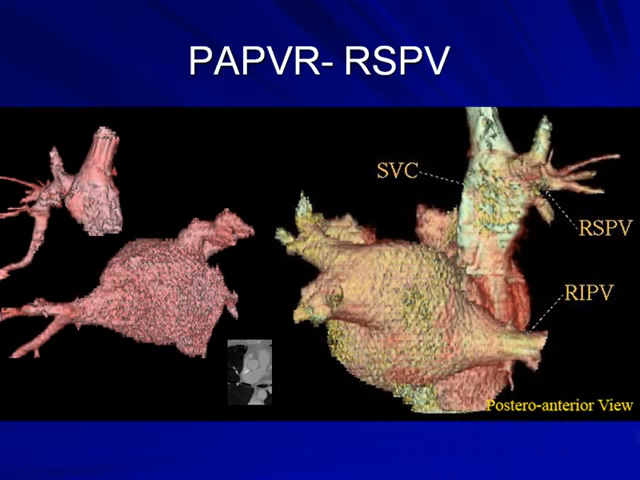 PAPVR- RSPV
SVC
RSPV
RIPV
Postero-anterior View